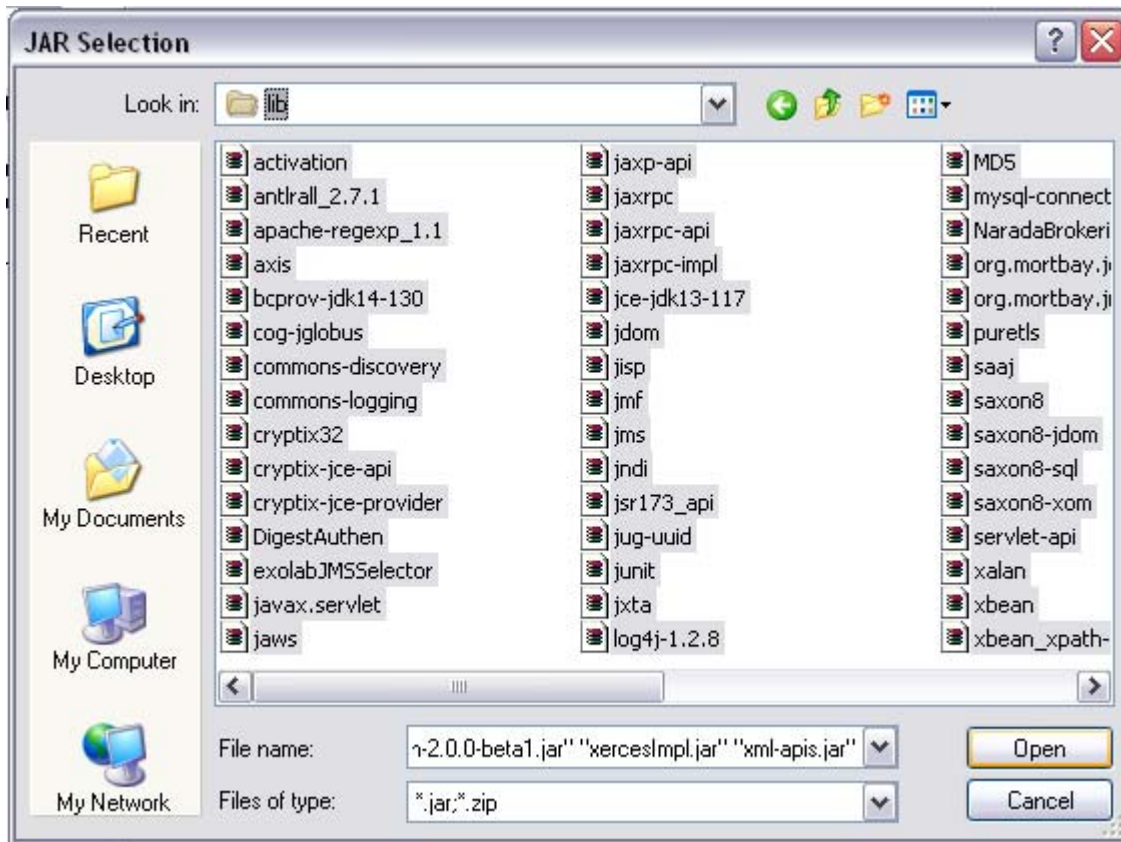 JAR Selection
Look in: lib
Recent
Desktop
My Documents
My Computer
My Network
activation
antlrall_2.7.1
apache-regexp_1.1
axis
bcprov-jdk14-130
cog-jglobus
commons-discovery
commons-logging
cryptix32
cryptix-jce-api
cryptix-jce-provider
DigestAuthen
exolabJMSSelector
javax.servlet
jaws
jaxp-api
jaxrpc
jaxrpc-api
jaxrpc-impl
jce-jdk13-117
jdom
jisp
jmf
jms
jndi
jsr173_api
jug-uuid
junit
jxta
log4j-1.2.8
MD5
mysql-connect
NaradaBrokeri
org.mortbay.j
org.mortbay.j
puretls
saaj
saxon8
saxon8-jdom
saxon8-sql
saxon8-xom
servlet-api
xalan
xbean
xbean_xpath-
File name: n-2.0.0-beta1.jar" "xercesImpl.jar" "xml-apis.jar"
Open
Files of type: *.jar;*.zip
Cancel